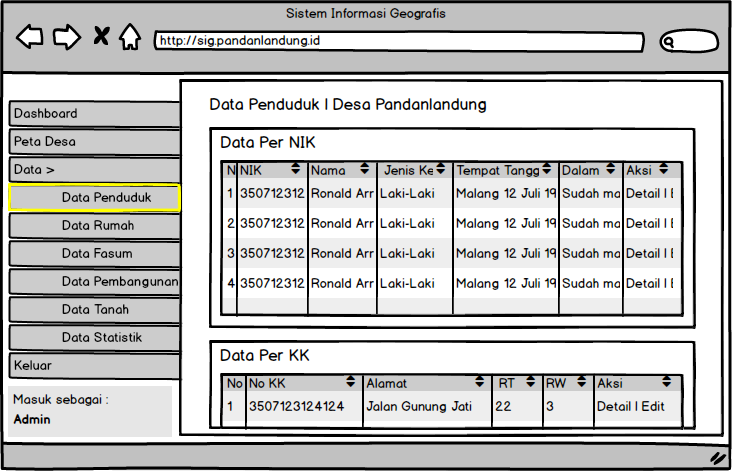 Sistem Informasi Geografis
http://sig.pandanlandung.id
Dashboard
Peta Desa
Data >
Data Penduduk
Data Rumah
Data Fasum
Data Pembangunan
Data Tanah
Data Statistik
Keluar
Masuk sebagai :
Admin
Data Penduduk | Desa Pandanlandung
Data Per NIK
N NIK Nama Jenis Ke Tempat Tangg Dalam Aksi
1 350712312 Ronald Arr Laki-Laki Malang 12 Juli 19 Sudah ma Detail | E
2 350712312 Ronald Arr Laki-Laki Malang 12 Juli 19 Sudah ma Detail | E
3 350712312 Ronald Arr Laki-Laki Malang 12 Juli 19 Sudah ma Detail | E
4 350712312 Ronald Arr Laki-Laki Malang 12 Juli 19 Sudah ma Detail | E
Data Per KK
No No KK Alamat RT RW Aksi
1 3507123124124 Jalan Gunung Jati 22 3 Detail | Edit